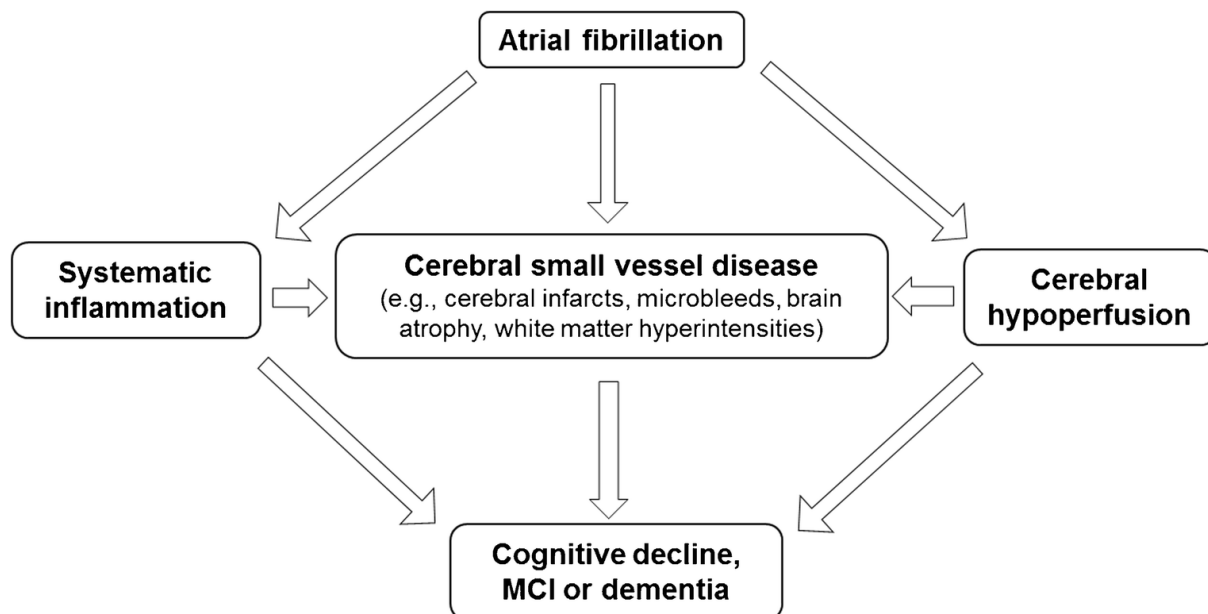 Atrial fibrillation
Systematic
inflammation
Cerebral small vessel disease
(e.g., cerebral infarcts, microbleeds, brain
atrophy, white matter hyperintensities)
Cerebral
hypoperfusion
Cognitive decline,
MCI or dementia